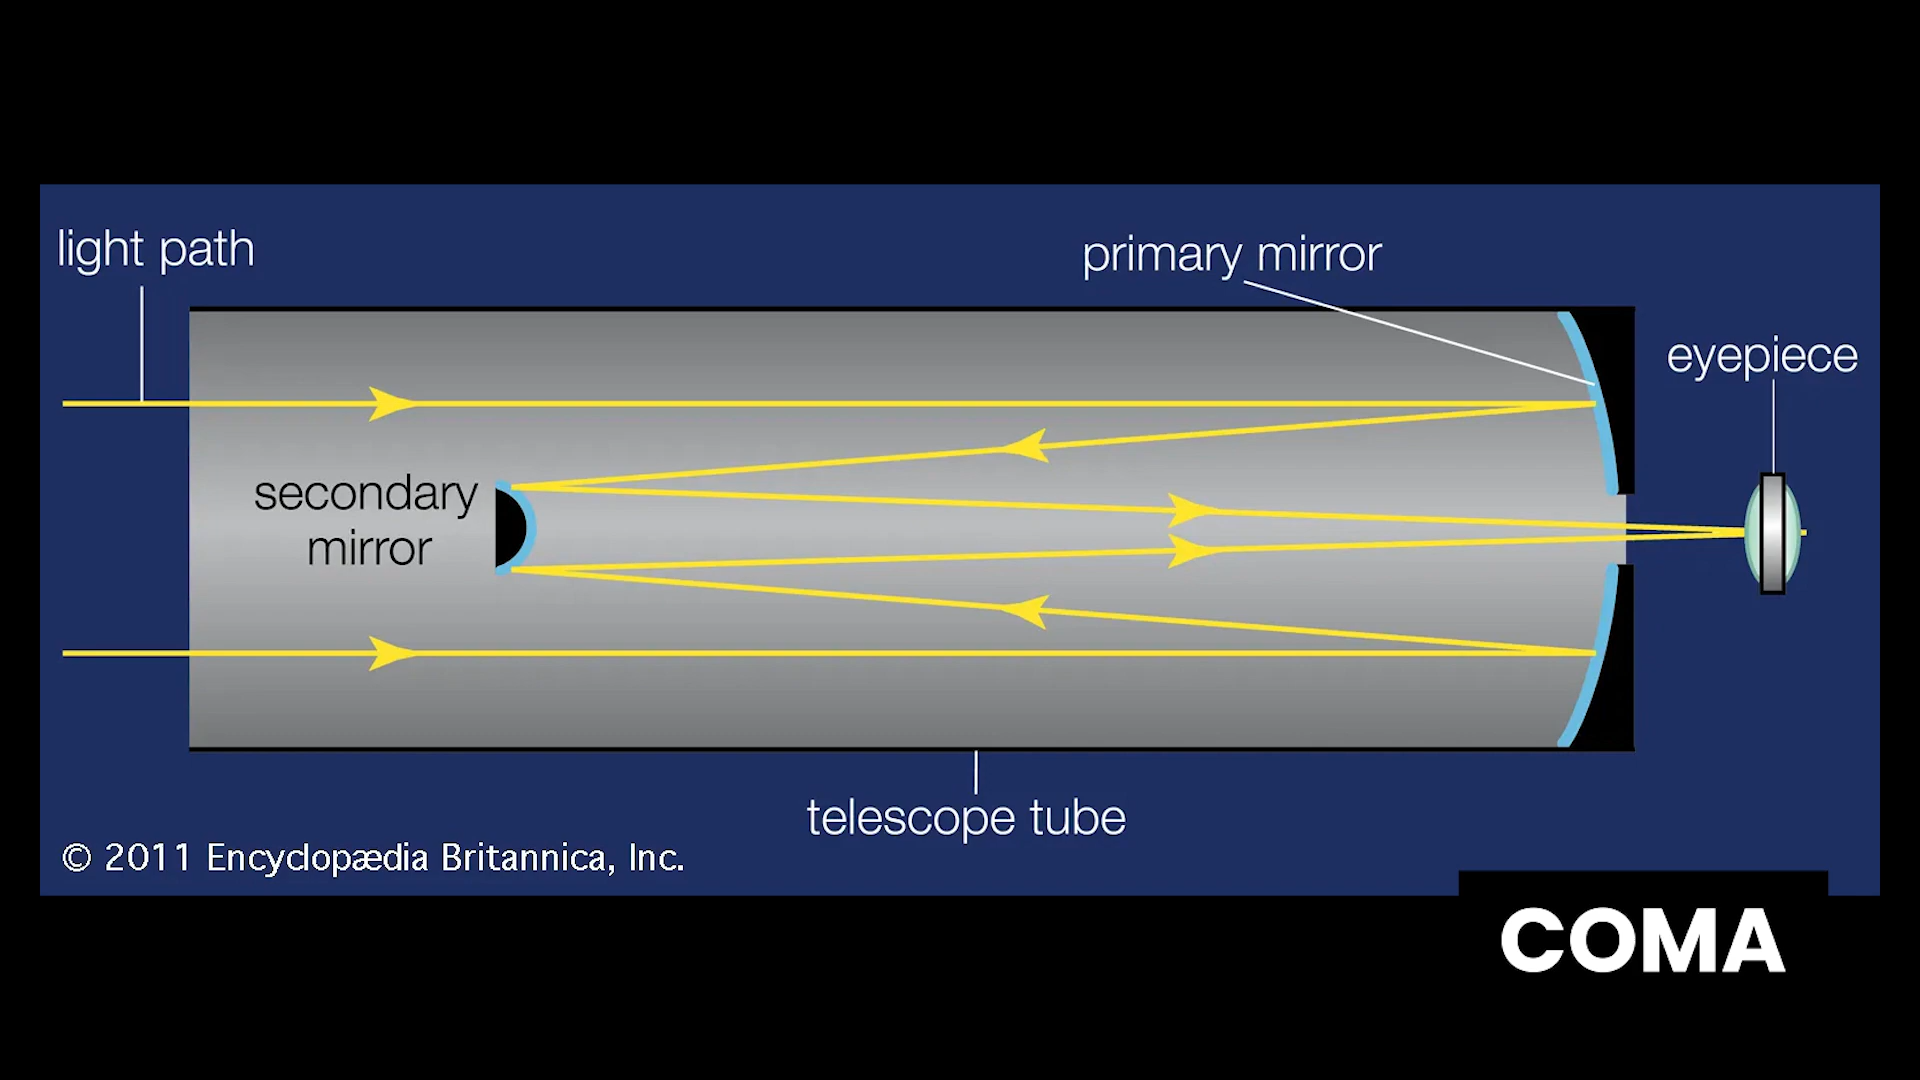 light path
primary mirror
eyepiece
secondary
mirror
telescope tube
© 2011 Encyclopædia Britannica, Inc.
COMA